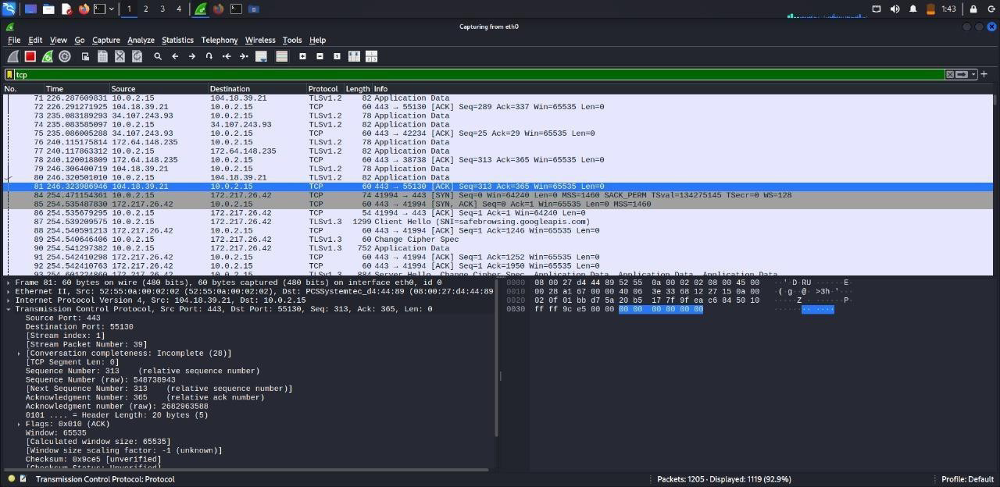 1 2 3 4 1:43
Capturing from eth0
File Edit View Go Capture Analyze Statistics Telephony Wireless Tools Help
tcp
No. Time Source Destination Protocol Length Info
71 226.287609831 10.0.2.15 104.18.39.21 TLSv1.2 82 Application Data
72 226.291271925 104.18.39.21 10.0.2.15 TCP 60 443 → 55130 [ACK] Seq=289 Ack=337 Win=65535 Len=0
73 235.083189293 34.107.243.93 10.0.2.15 TLSv1.2 78 Application Data
74 235.083585097 10.0.2.15 34.107.243.93 TLSv1.2 82 Application Data
75 235.086005288 34.107.243.93 10.0.2.15 TCP 60 443 → 42234 [ACK] Seq=25 Ack=29 Win=65535 Len=0
76 240.115175814 172.64.148.235 10.0.2.15 TLSv1.2 78 Application Data
77 240.117863312 10.0.2.15 172.64.148.235 TLSv1.2 82 Application Data
78 240.120018809 172.64.148.235 10.0.2.15 TCP 60 443 → 38738 [ACK] Seq=313 Ack=365 Win=65535 Len=0
79 246.306400719 104.18.39.21 10.0.2.15 TLSv1.2 78 Application Data
80 246.320501010 10.0.2.15 104.18.39.21 TLSv1.2 82 Application Data
81 246.323986946 104.18.39.21 10.0.2.15 TCP 60 443 → 55130 [ACK] Seq=313 Ack=365 Win=65535 Len=0
84 254.471154361 10.0.2.15 172.217.26.42 TCP 74 41994 → 443 [SYN] Seq=0 Win=64240 Len=0 MSS=1460 SACK_PERM TSval=134275145 TSecr=0 WS=128
85 254.535487830 172.217.26.42 10.0.2.15 TCP 60 443 → 41994 [SYN, ACK] Seq=0 Ack=1 Win=65535 Len=0 MSS=1460
86 254.535679295 10.0.2.15 172.217.26.42 TCP 54 41994 → 443 [ACK] Seq=1 Ack=1 Win=64240 Len=0
87 254.539209755 10.0.2.15 172.217.26.42 TLSv1.3 1299 Client Hello (SNI=safebrowsing.googleapis.com)
88 254.540591213 172.217.26.42 10.0.2.15 TCP 60 443 → 41994 [ACK] Seq=1 Ack=1246 Win=65535 Len=0
89 254.540646406 10.0.2.15 172.217.26.42 TLSv1.3 60 Change Cipher Spec
90 254.541297382 10.0.2.15 172.217.26.42 TLSv1.3 752 Application Data
91 254.542410298 172.217.26.42 10.0.2.15 TCP 60 443 → 41994 [ACK] Seq=1 Ack=1252 Win=65535 Len=0
92 254.542410763 172.217.26.42 10.0.2.15 TCP 60 443 → 41994 [ACK] Seq=1 Ack=1950 Win=65535 Len=0
93 254.601224860 172.217.26.42 10.0.2.15 TLSv1.3 884 Server Hello, Change Cipher Spec, Application Data, Application Data, Application Data
Frame 81: 60 bytes on wire (480 bits), 60 bytes captured (480 bits) on interface eth0, id 0
Ethernet II, Src: 52:55:0a:00:02:02 (52:55:0a:00:02:02), Dst: PCSSystemtec_d4:44:89 (08:00:27:d4:44:89
Internet Protocol Version 4, Src: 104.18.39.21, Dst: 10.0.2.15
Transmission Control Protocol, Src Port: 443, Dst Port: 55130, Seq: 313, Ack: 365, Len: 0
Source Port: 443
Destination Port: 55130
[Stream index: 1]
[Stream Packet Number: 39]
[Conversation completeness: Incomplete (28)]
[TCP Segment Len: 0]
Sequence Number: 313 (relative sequence number)
Sequence Number (raw): 548738943
[Next Sequence Number: 313 (relative sequence number)]
Acknowledgment Number: 365 (relative ack number)
Acknowledgment number (raw): 2682963588
0101 .... = Header Length: 20 bytes (5)
Flags: 0x010 (ACK)
Window: 65535
[Calculated window size: 65535]
[Window size scaling factor: -1 (unknown)]
Checksum: 0x9ce5 [unverified]
[Checksum Status: Unverified]
0000 08 00 27 d4 44 89 52 55 0a 00 02 02 08 00 45 00 ··'·D·RU ······E·
0010 00 28 a1 67 00 00 40 06 3e 33 68 12 27 15 0a 00 ·(·g··@· >3h·'···
0020 02 0f 01 bb d7 5a 20 b5 17 7f 9f ea c6 84 50 10 ·····Z · ······P·
0030 ff ff 9c e5 00 00 00 00 00 00 00 00 ········ ····
Transmission Control Protocol: Protocol
Packets: 1205 · Displayed: 1119 (92.9%)
Profile: Default